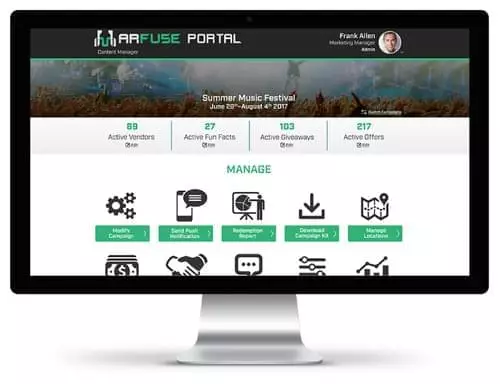 ARFUSE PORTAL
Content Manager
Frank Allen
Marketing Manager
Admin
Summer Music Festival
June 20th-August 4th 2017
Switch Campaigns
69
Active Vendors
Edit
27
Active Fun Facts
Edit
103
Active Giveaways
Edit
217
Active Offers
Edit
MANAGE
Modify
Campaign
Send Push
Notification
Redemption
Report
Download
Campaign Kit
Manage
Locations